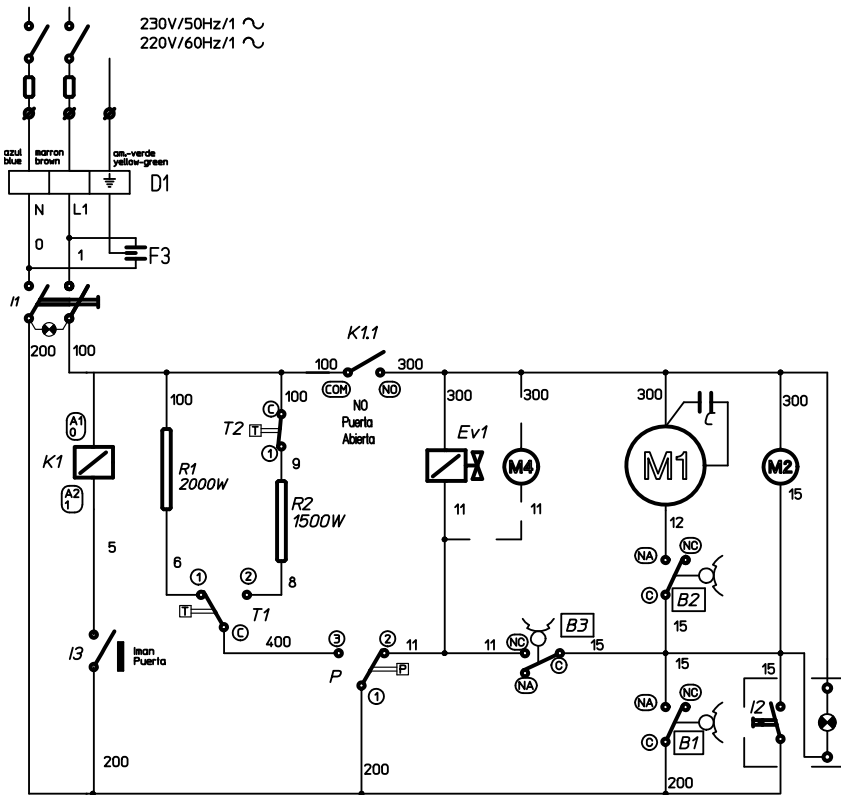 230V/50Hz/1 ∿
220V/60Hz/1 ∿
azul marron am.-verde
blue brown yellow-green
D1
N L1
0 1 F3
I1
200 100
K1.1
100 300
COM NO
NO
Puerta
Abierta
100 100 300 300 300 300
C
T2 T
1
A1
0
K1
A2
1
R1
2000W
9
R2
1500W
Ev1
M4
C
M1
M2
11 11
15
12
5
6 8
1 2
T T1
C
NA NC
C B2
15
400
3 2
P
1
P
11 11
NC B3
C
NA
15
15 15
I3
Iman
Puerta
NA NC
C B1
I2
200 200 200